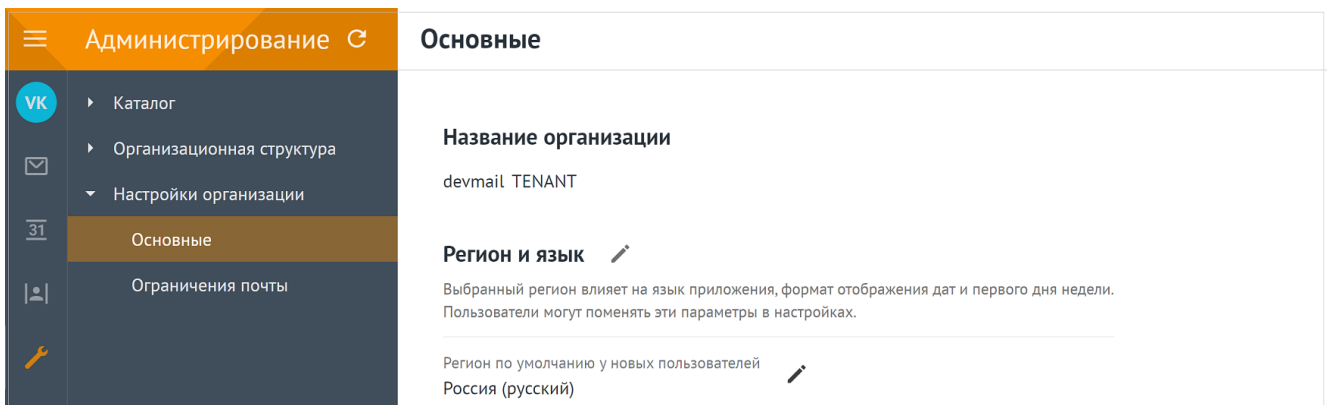 Администрирование
Основные
VK
Каталог
Организационная структура
Настройки организации
31
Основные
Ограничения почты
Название организации
devmail TENANT
Регион и язык
Выбранный регион влияет на язык приложения, формат отображения дат и первого дня недели.
Пользователи могут поменять эти параметры в настройках.
Регион по умолчанию у новых пользователей
Россия (русский)